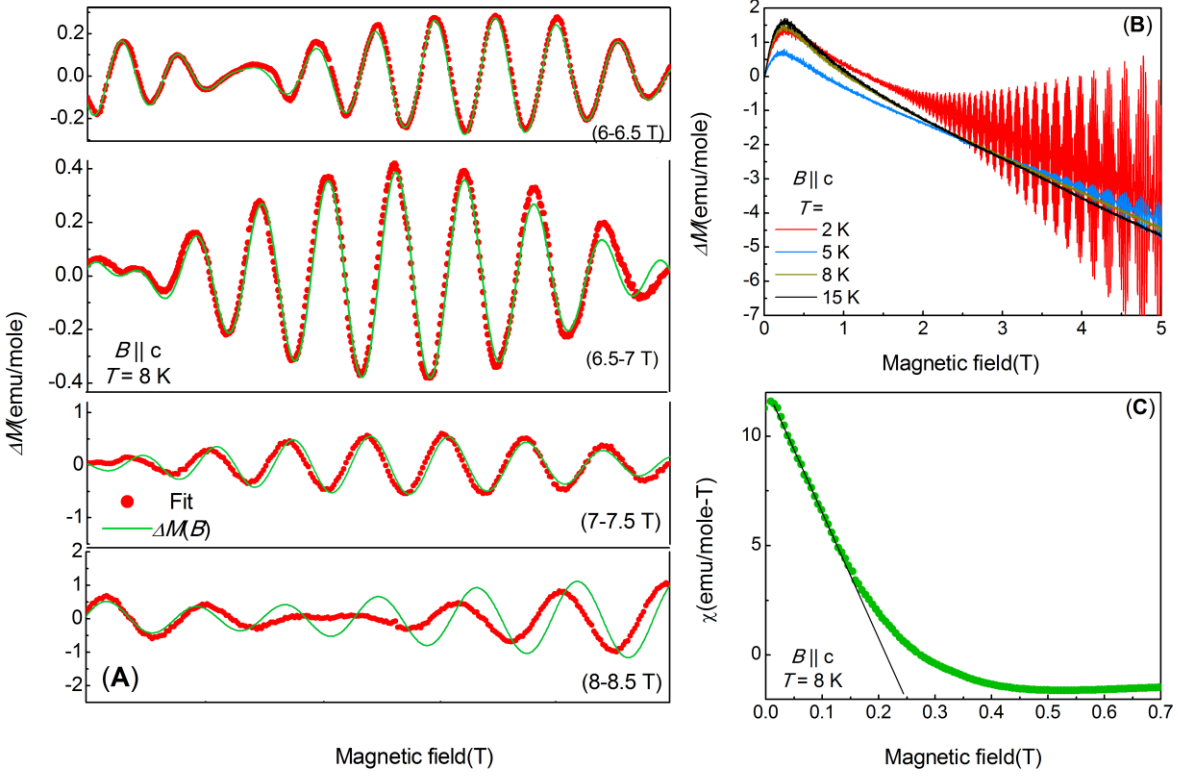 0.2
0.0
-0.2
(6-6.5 T)
0.4
0.2
0.0
-0.2
-0.4
B || c
T = 8 K
(6.5-7 T)
ΔM(emu/mole)
1
0
-1
Fit
ΔM(B)
(7-7.5 T)
2
1
0
-1
-2
(A)
(8-8.5 T)
Magnetic field(T)
2
1
0
-1
-2
-3
-4
-5
-6
-7
ΔM(emu/mole)
(B)
B || c
T =
2 K
5 K
8 K
15 K
0 1 2 3 4 5
Magnetic field(T)
10
5
0
χ(emu/mole-T)
(C)
B || c
T = 8 K
0.0 0.1 0.2 0.3 0.4 0.5 0.6 0.7
Magnetic field(T)